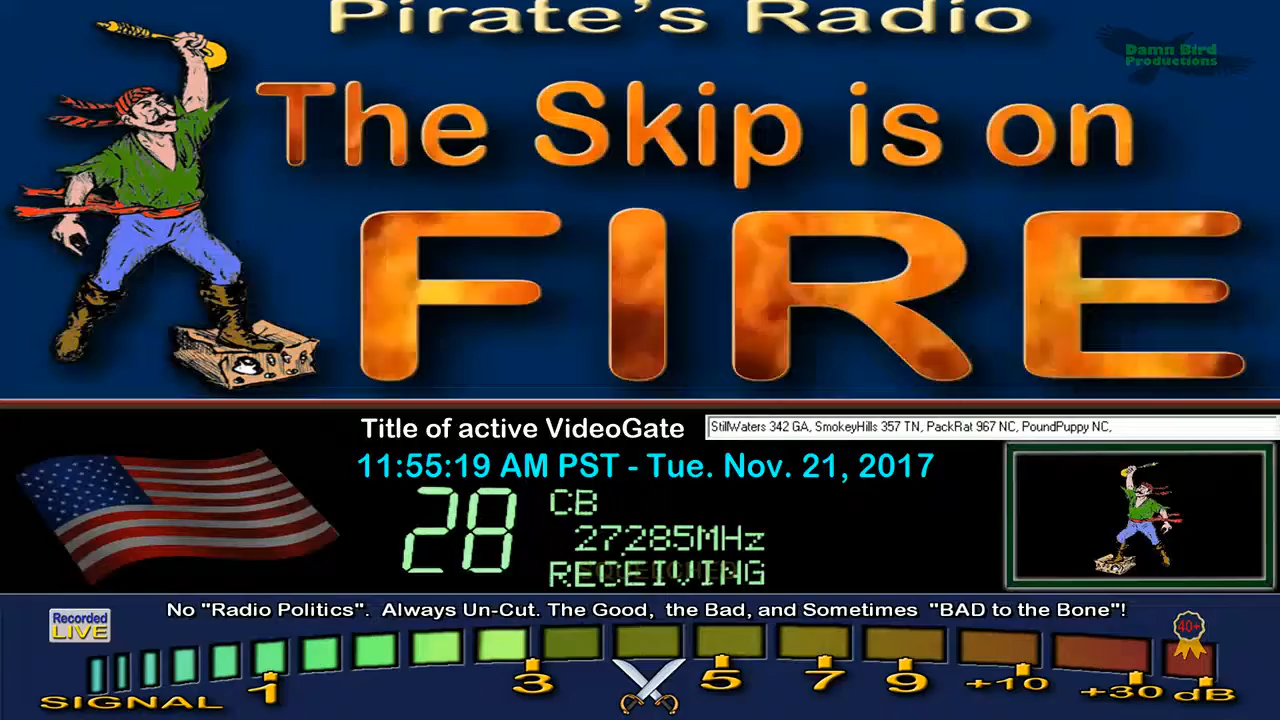 Pirate's Radio
Damn Bird
Productions
The Skip is on
FIRE
Title of active VideoGate
StillWaters 342 GA, SmokeyHills 357 TN, PackRat 967 NC, PoundPuppy NC,
11:55:19 AM PST - Tue. Nov. 21, 2017
28
CB
27.285MHz
RECEIVING
No "Radio Politics". Always Un-Cut. The Good, the Bad, and Sometimes "BAD to the Bone"!
Recorded
LIVE
40+
SIGNAL 1 3 5 7 9 +10 +30 dB